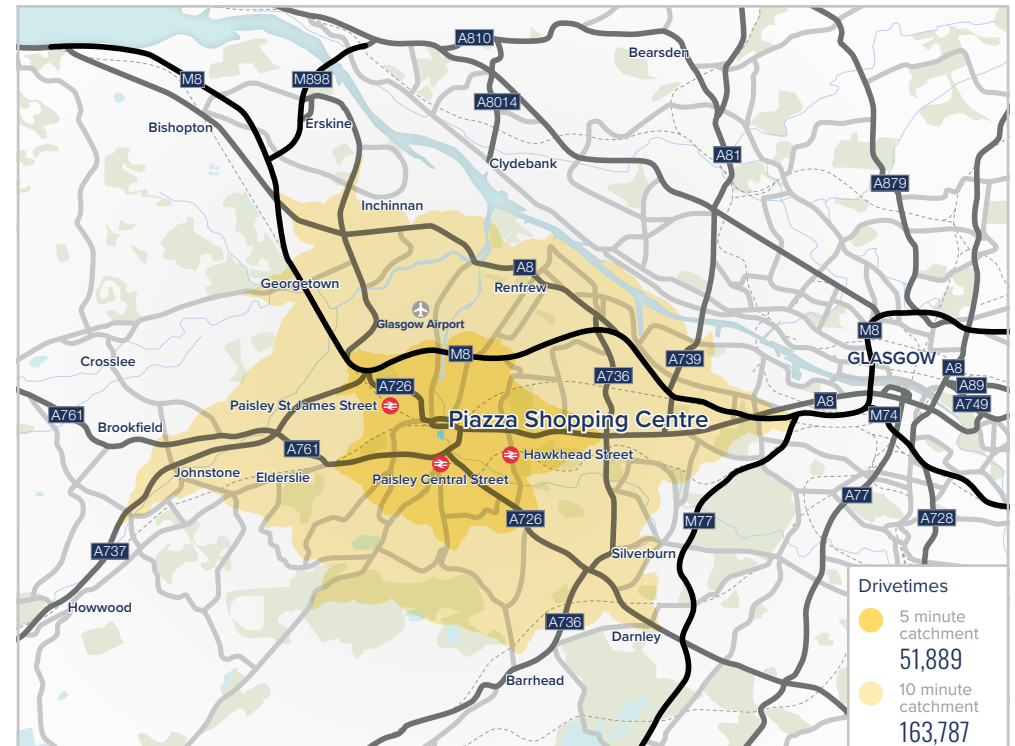 A810
Bearsden
M8
M898
A8014
Bishopton
Erskine
Clydebank
A81
A879
Inchinnan
A8
Georgetown
Renfrew
Glasgow Airport
M8
M8
GLASGOW
Crosslee
A739
A8
A736
A89
A726
A8
A749
Paisley St James Street
A761
Piazza Shopping Centre
M74
Brookfield
A761
Hawkhead Street
Johnstone
Elderslie
Paisley Central Street
A77
A726
M77
A728
A737
Silverburn
Howwood
A736
Darnley
Barrhead
Drivetimes
5 minute
catchment
51,889
10 minute
catchment
163,787